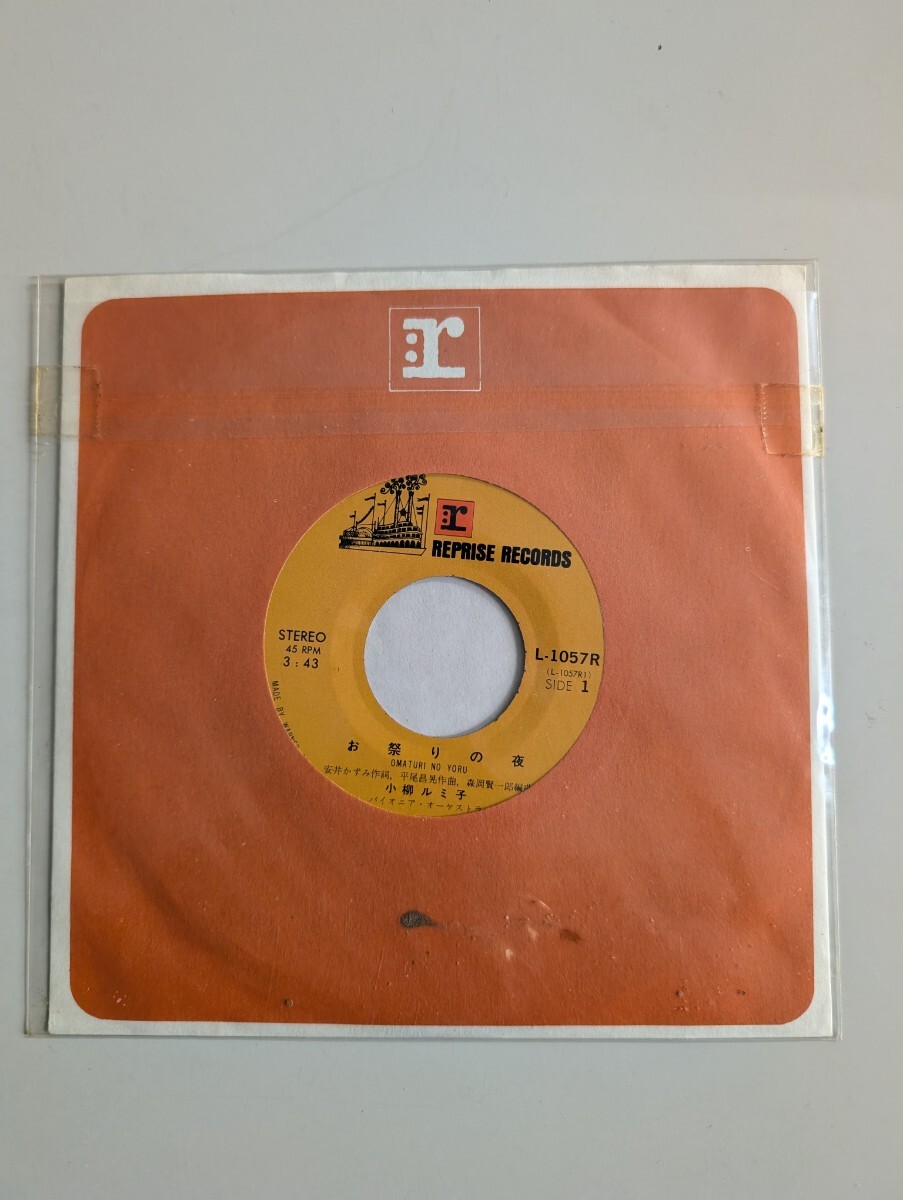 :r
:r
REPRISE RECORDS
STEREO
45 RPM
3:43
L-1057R
(L-1057R1)
SIDE 1
MADE BY
お祭りの夜
OMATURI NO YORU
安井かずみ作詞, 平尾昌晃作曲, 森岡賢一郎編曲
小柳ルミ子
パイオニア・オーケストラ